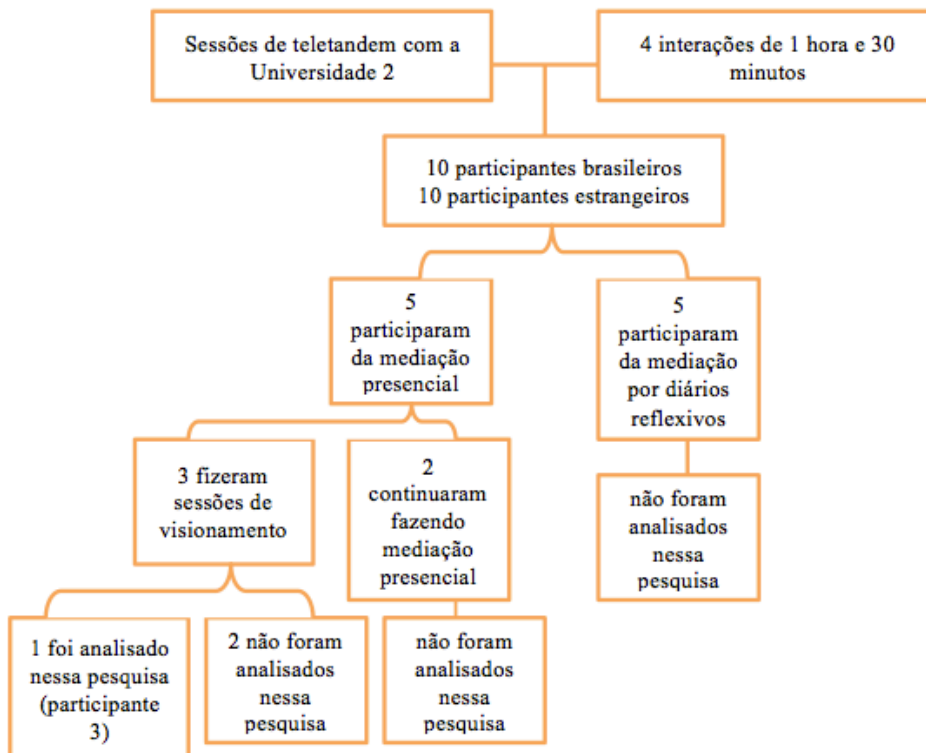 Sessões de teletandem com a
Universidade 2
4 interações de 1 hora e 30
minutos
10 participantes brasileiros
10 participantes estrangeiros
5
participaram
da mediação
presencial
5
participaram
da mediação
por diários
reflexivos
3 fizeram
sessões de
visionamento
2
continuaram
fazendo
mediação
presencial
não foram
analisados
nessa
pesquisa
1 foi analisado
nessa pesquisa
(participante
3)
2 não foram
analisados
nessa
pesquisa
não foram
analisados
nessa
pesquisa